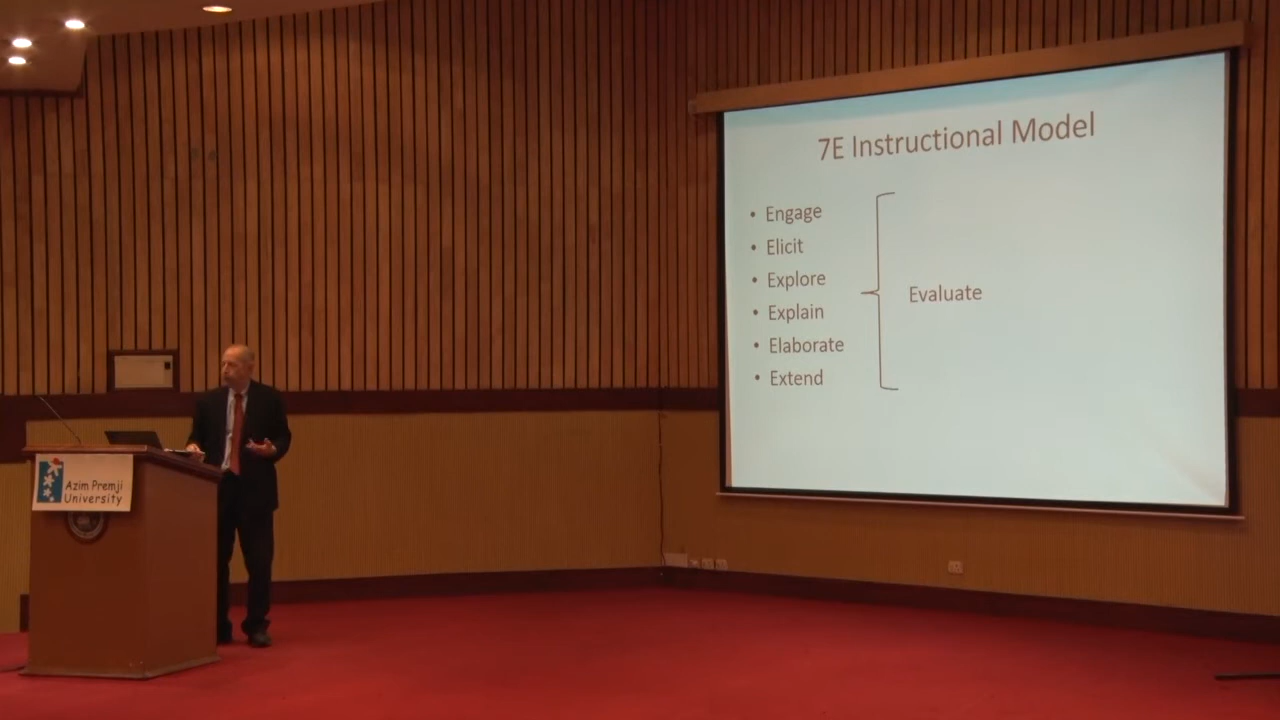 7E Instructional Model
• Engage
• Elicit
• Explore
• Explain
• Elaborate
• Extend
Evaluate
Azim Premji
University